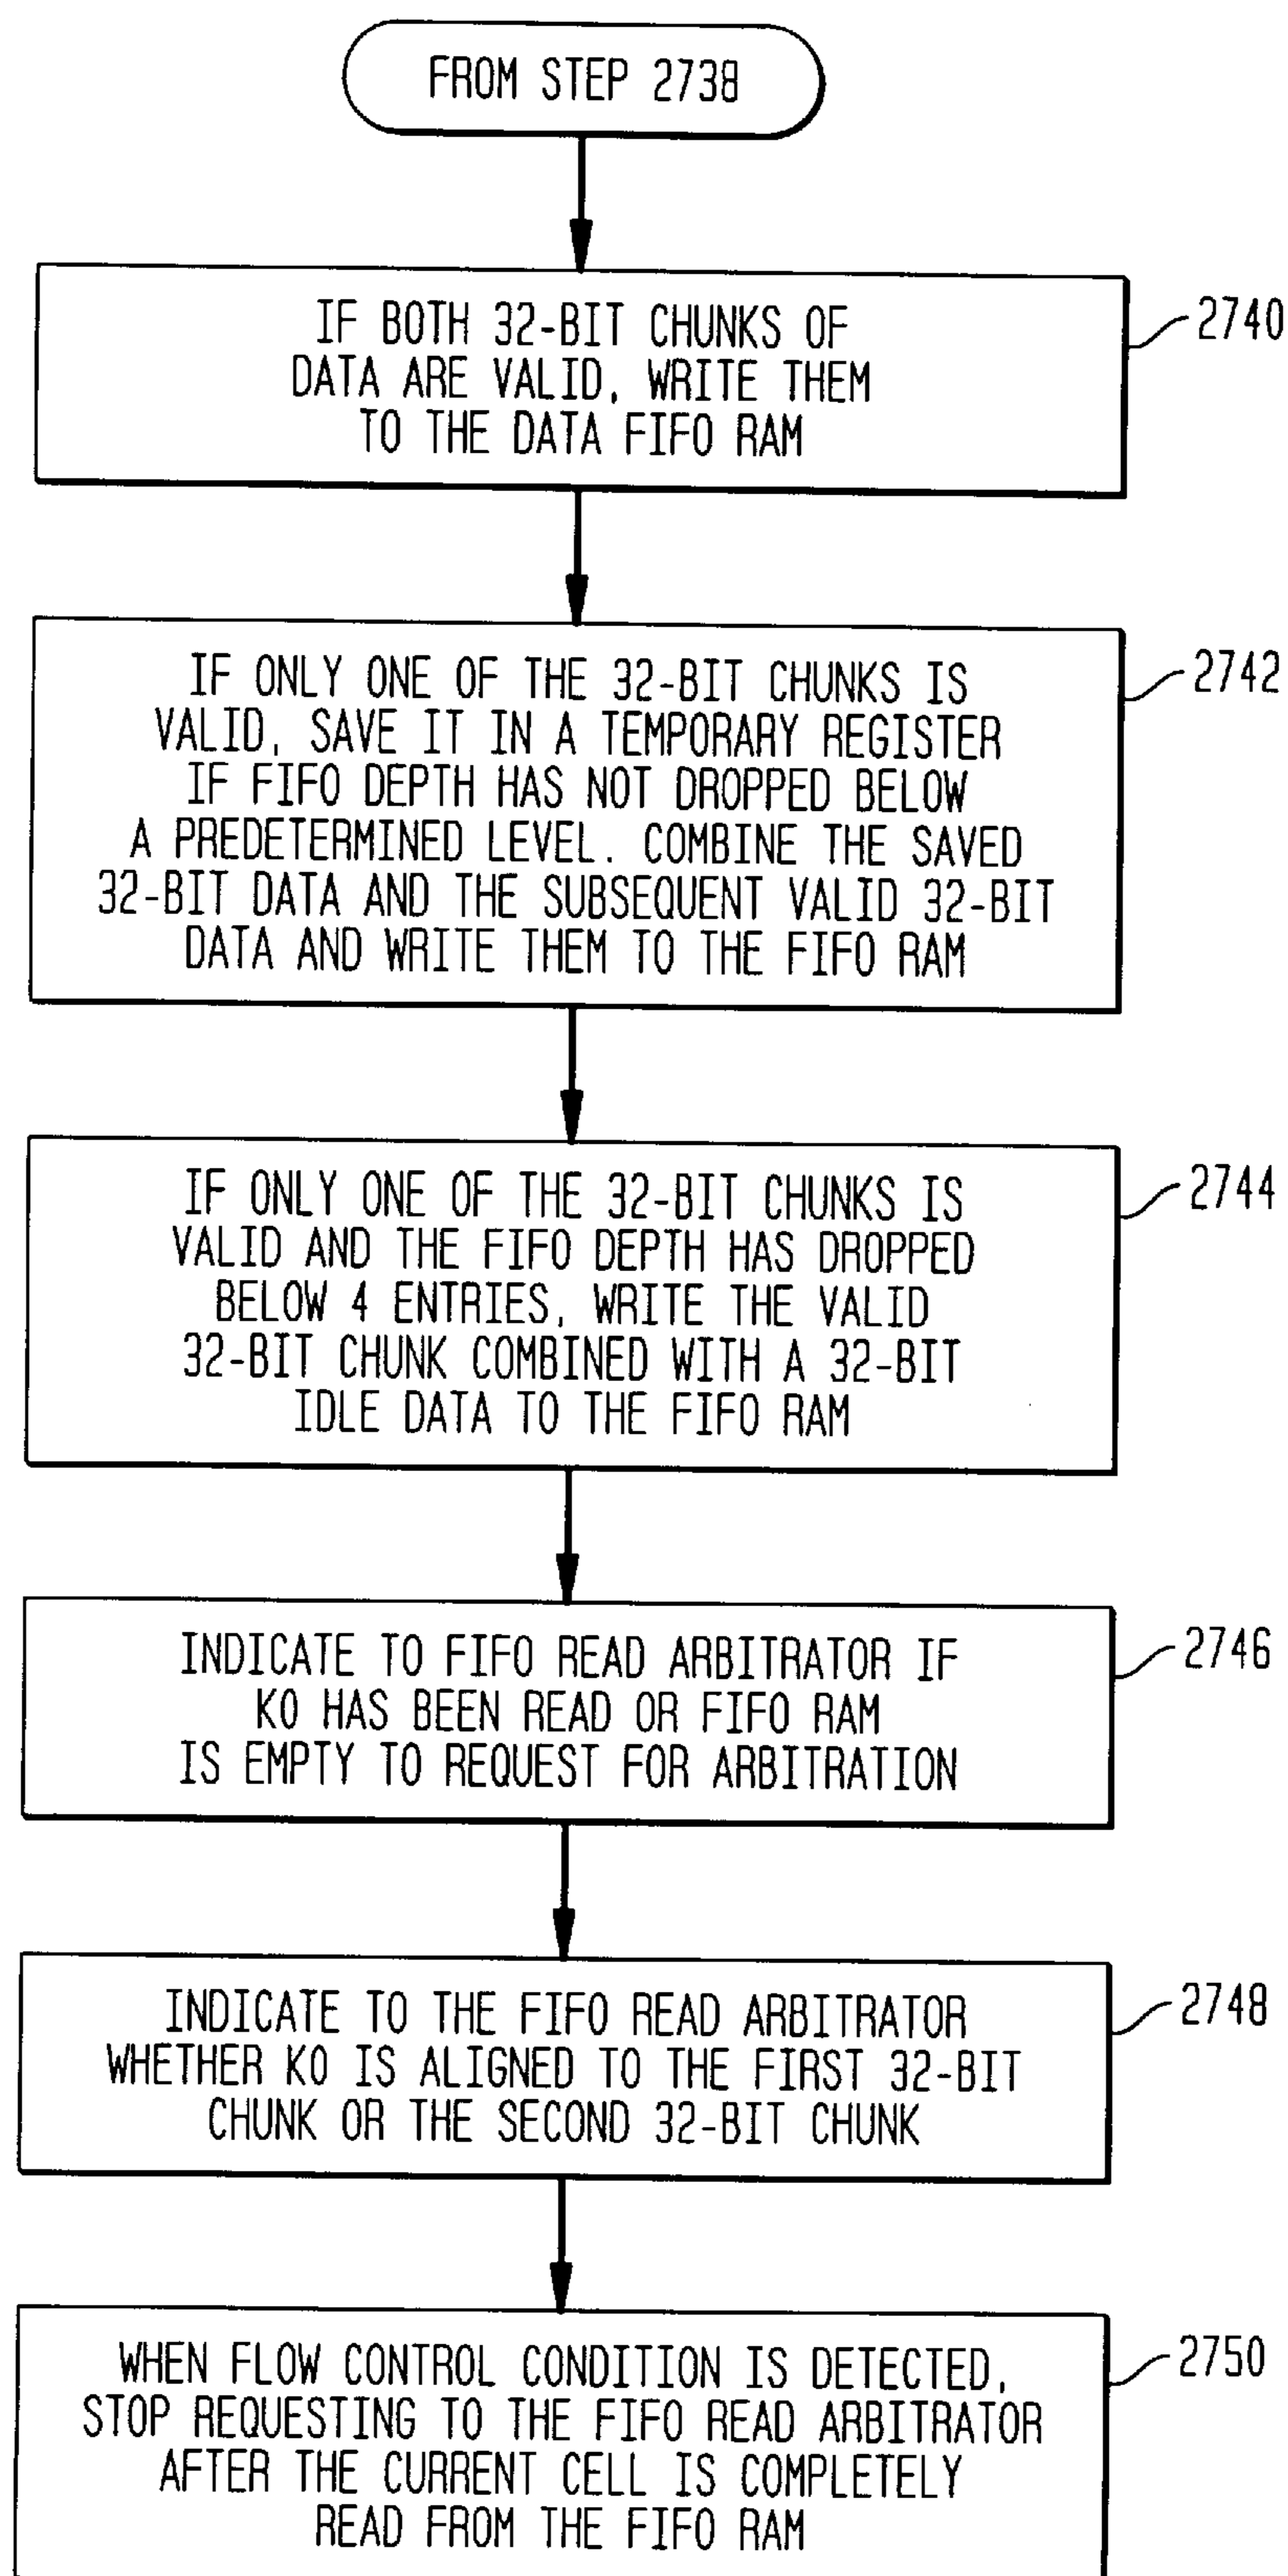 FROM STEP 2738
IF BOTH 32-BIT CHUNKS OF
DATA ARE VALID, WRITE THEM
TO THE DATA FIFO RAM
2740
IF ONLY ONE OF THE 32-BIT CHUNKS IS
VALID, SAVE IT IN A TEMPORARY REGISTER
IF FIFO DEPTH HAS NOT DROPPED BELOW
A PREDETERMINED LEVEL. COMBINE THE SAVED
32-BIT DATA AND THE SUBSEQUENT VALID 32-BIT
DATA AND WRITE THEM TO THE FIFO RAM
2742
IF ONLY ONE OF THE 32-BIT CHUNKS IS
VALID AND THE FIFO DEPTH HAS DROPPED
BELOW 4 ENTRIES, WRITE THE VALID
32-BIT CHUNK COMBINED WITH A 32-BIT
IDLE DATA TO THE FIFO RAM
2744
INDICATE TO FIFO READ ARBITRATOR IF
K0 HAS BEEN READ OR FIFO RAM
IS EMPTY TO REQUEST FOR ARBITRATION
2746
INDICATE TO THE FIFO READ ARBITRATOR
WHETHER K0 IS ALIGNED TO THE FIRST 32-BIT
CHUNK OR THE SECOND 32-BIT CHUNK
2748
WHEN FLOW CONTROL CONDITION IS DETECTED,
STOP REQUESTING TO THE FIFO READ ARBITRATOR
AFTER THE CURRENT CELL IS COMPLETELY
READ FROM THE FIFO RAM
2750